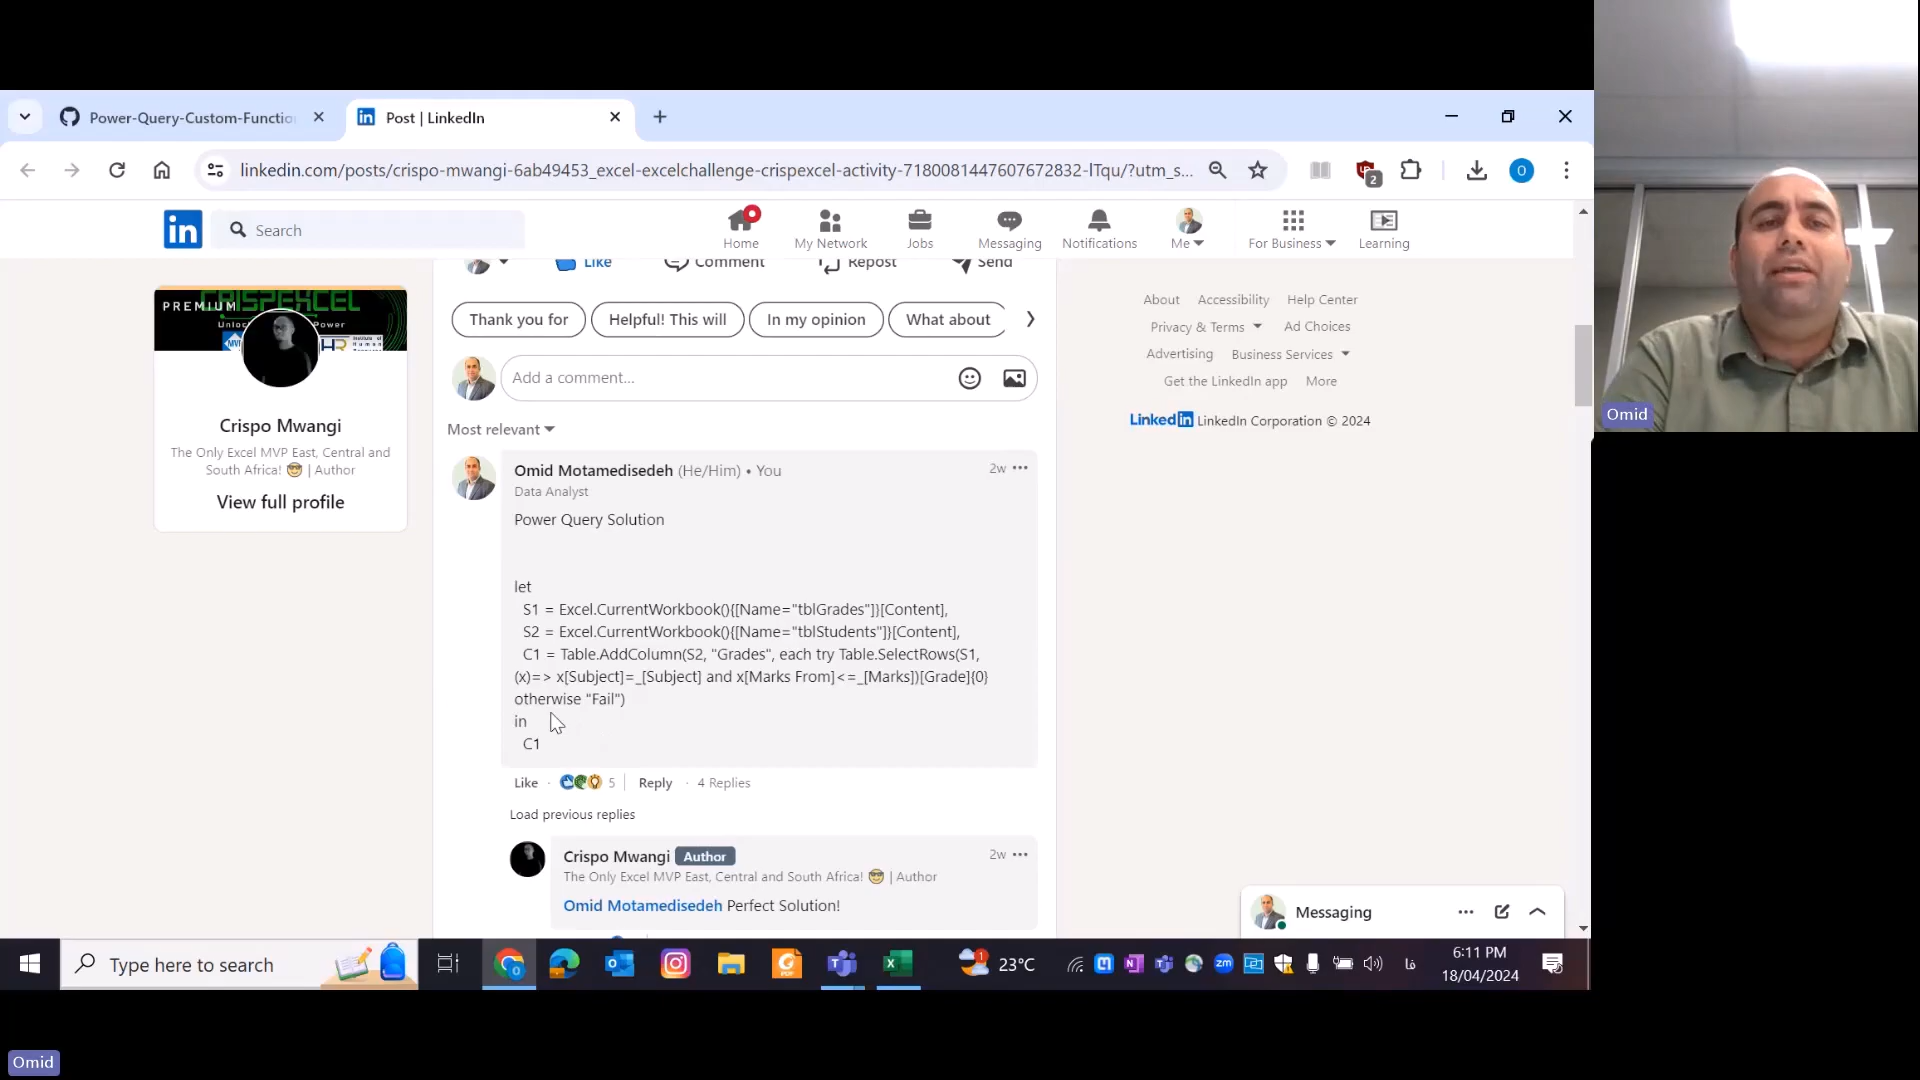 Power-Query-Custom-Functio
Post | LinkedIn
linkedin.com/posts/crispo-mwangi-6ab49453_excel-excelchallenge-crispexcel-activity-7180081447607672832-lTqu/?utm_s...
2
O
in
Search
Home
My Network
Jobs
Messaging
Notifications
Me
For Business
Learning
Like
Comment
Repost
Send
PREMIUM
CRISPEXCEL
Crispo Mwangi
The Only Excel MVP East, Central and
South Africa! 😎 | Author
View full profile
Thank you for
Helpful! This will
In my opinion
What about
Add a comment...
Most relevant
Omid Motamedisedeh (He/Him) • You
2w
Data Analyst
Power Query Solution
let
S1 = Excel.CurrentWorkbook(){[Name="tblGrades"]}[Content],
S2 = Excel.CurrentWorkbook(){[Name="tblStudents"]}[Content],
C1 = Table.AddColumn(S2, "Grades", each try Table.SelectRows(S1,
(x)=> x[Subject]=_[Subject] and x[Marks From]<=_[Marks])[Grade]{0}
otherwise "Fail")
in
C1
Like · 5 | Reply · 4 Replies
Load previous replies
Crispo Mwangi Author
2w
The Only Excel MVP East, Central and South Africa! 😎 | Author
Omid Motamedisedeh Perfect Solution!
About Accessibility Help Center
Privacy & Terms Ad Choices
Advertising Business Services
Get the LinkedIn app More
LinkedIn LinkedIn Corporation © 2024
Messaging
Omid
Type here to search
1
23°C
zm
فا
6:11 PM
18/04/2024
Omid